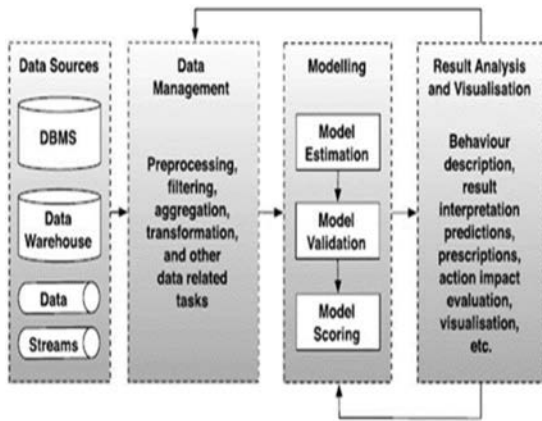 Data Sources
DBMS
Data
Warehouse
Data
Streams
Data
Management
Preprocessing,
filtering,
aggregation,
transformation,
and other
data related
tasks
Modelling
Model
Estimation
Model
Validation
Model
Scoring
Result Analysis
and Visualisation
Behaviour
description,
result
interpretation
predictions,
prescriptions,
action impact
evaluation,
visualisation,
etc.